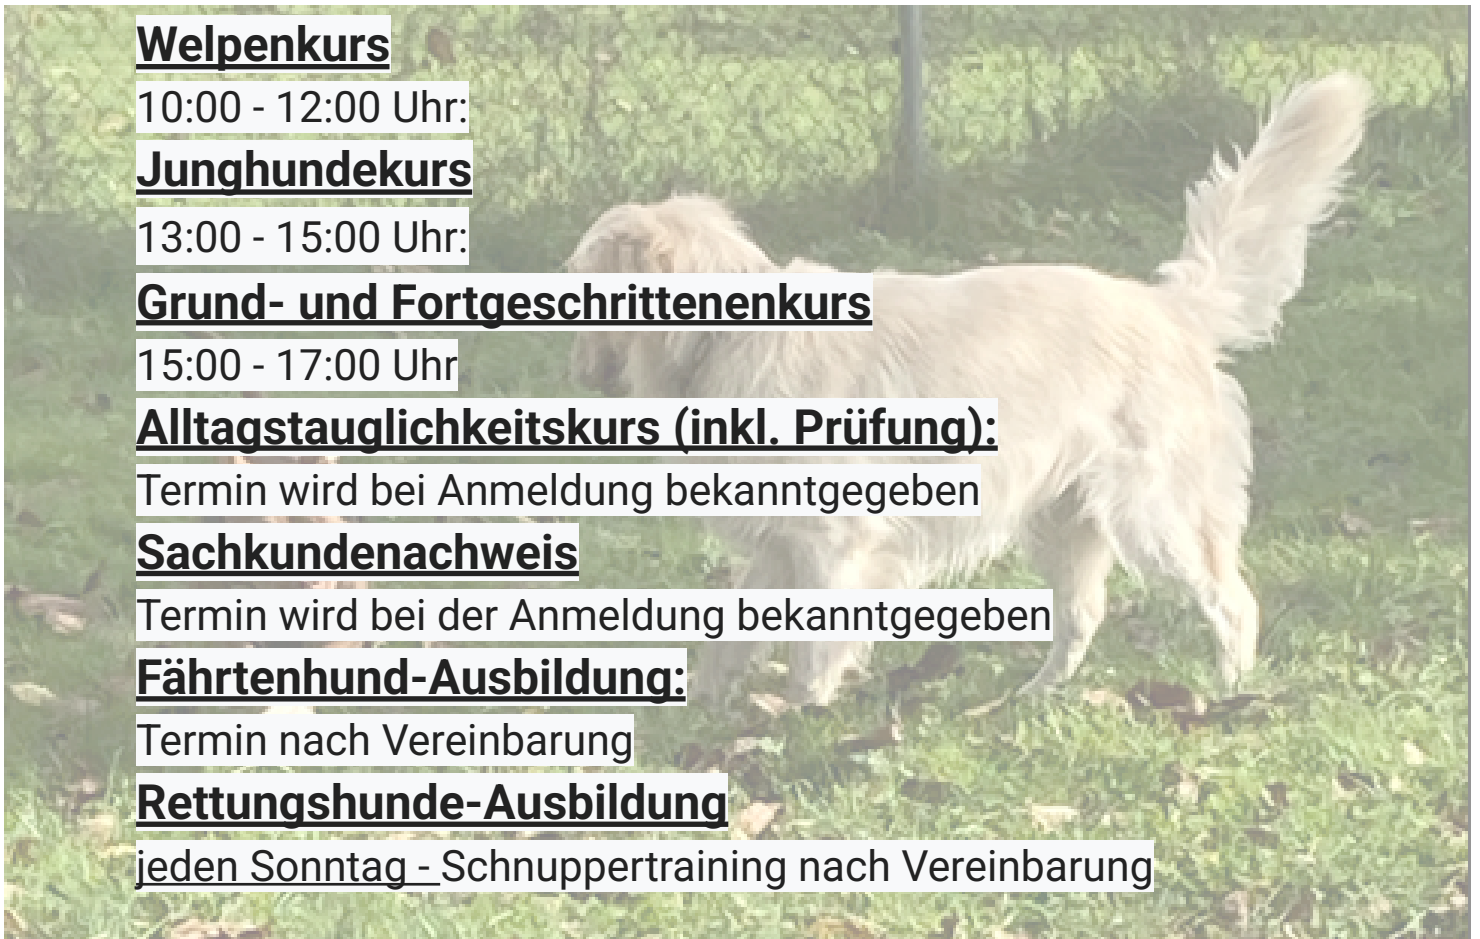 Welpenkurs
10:00 - 12:00 Uhr:
Junghundekurs
13:00 - 15:00 Uhr:
Grund- und Fortgeschrittenenkurs
15:00 - 17:00 Uhr
Alltagstauglichkeitskurs (inkl. Prüfung):
Termin wird bei Anmeldung bekanntgegeben
Sachkundenachweis
Termin wird bei der Anmeldung bekanntgegeben
Fährtenhund-Ausbildung:
Termin nach Vereinbarung
Rettungshunde-Ausbildung
jeden Sonntag - Schnuppertraining nach Vereinbarung